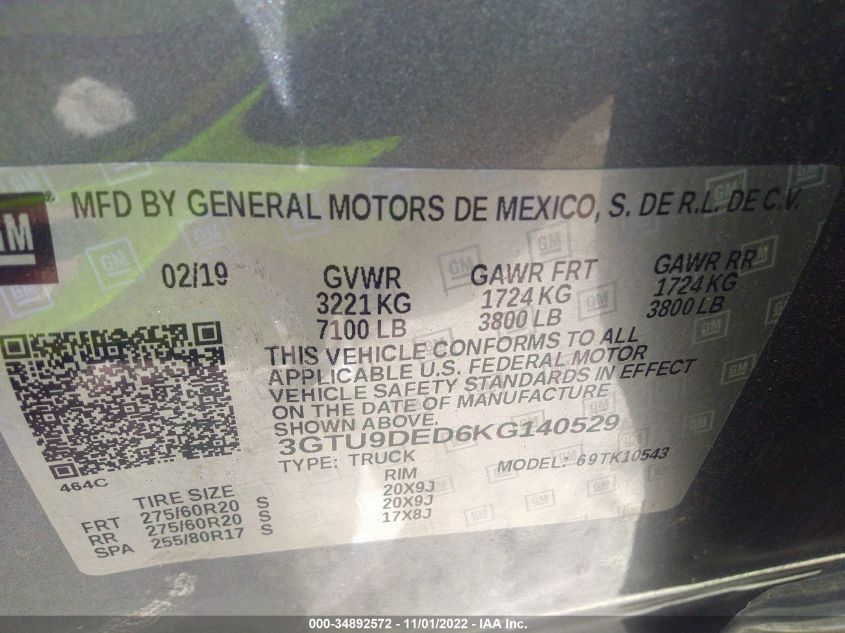 GM ® MFD BY GENERAL MOTORS DE MEXICO, S. DE R.L. DE C.V.
02/19 GVWR GAWR FRT GAWR RR
3221 KG 1724 KG 1724 KG
7100 LB 3800 LB 3800 LB
THIS VEHICLE CONFORMS TO ALL
APPLICABLE U.S. FEDERAL MOTOR
VEHICLE SAFETY STANDARDS IN EFFECT
ON THE DATE OF MANUFACTURE
SHOWN ABOVE.
3GTU9DED6KG140529
TYPE: TRUCK MODEL: 69TK10543
464C
TIRE SIZE RIM
FRT 275/60R20 S 20X9J
RR 275/60R20 S 20X9J
SPA 255/80R17 S 17X8J
000-34892572 - 11/01/2022 - IAA Inc.